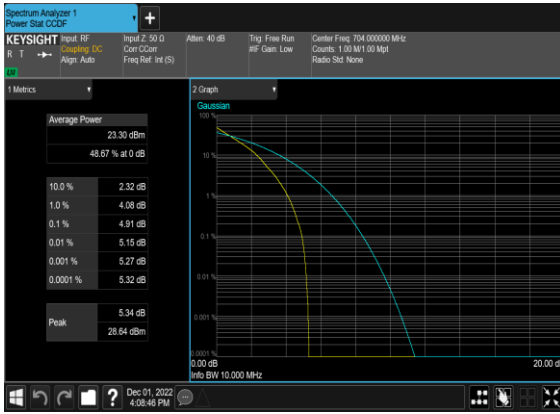 Spectrum Analyzer 1
Power Stat CCDF
KEYSIGHT
R T
LXI
Input: RF
Coupling: DC
Align: Auto
Input Z: 50 Ω
Corr CCorr
Freq Ref: Int (S)
Atten: 40 dB
Trig: Free Run
#IF Gain: Low
Center Freq: 704.000000 MHz
Counts: 1.00 M/1.00 Mpt
Radio Std: None
1 Metrics
Average Power
23.30 dBm
48.67 % at 0 dB
10.0 % 2.32 dB
1.0 % 4.08 dB
0.1 % 4.91 dB
0.01 % 5.15 dB
0.001 % 5.27 dB
0.0001 % 5.32 dB
Peak
5.34 dB
28.64 dBm
2 Graph
Gaussian
100 %
10 %
1 %
0.1 %
0.01 %
0.001 %
0.0001 %
0.00 dB
20.00 d
Info BW 10.000 MHz
?
Dec 01, 2022
4:08:46 PM